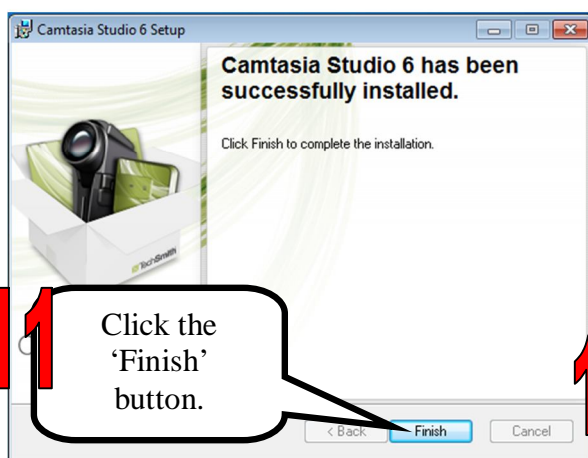 Camtasia Studio 6 Setup
Camtasia Studio 6 has been
successfully installed.
Click Finish to complete the installation.
TechSmith
Click the
‘Finish’
button.
< Back
Finish
Cancel